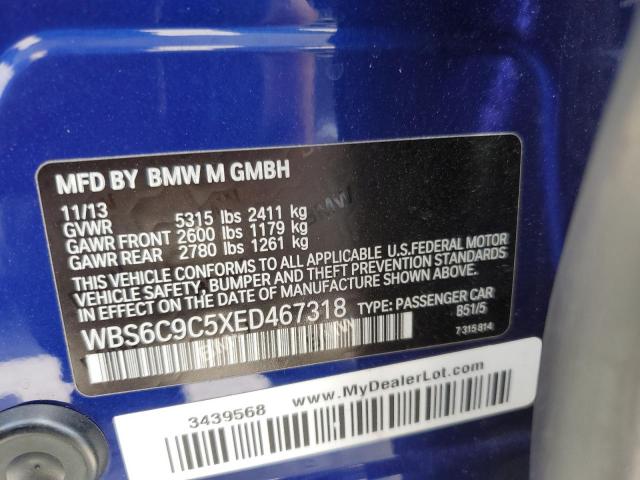 MFD BY BMW M GMBH
11/13
GVWR 5315 lbs 2411 kg
GAWR FRONT 2600 lbs 1179 kg
GAWR REAR 2780 lbs 1261 kg
THIS VEHICLE CONFORMS TO ALL APPLICABLE U.S.FEDERAL MOTOR
VEHICLE SAFETY, BUMPER AND THEFT PREVENTION STANDARDS
IN EFFECT ON THE DATE OF MANUFACTURE SHOWN ABOVE.
WBS6C9C5XED467318 TYPE: PASSENGER CAR
B51/5
7 315 814
3439568 www.MyDealerLot.com